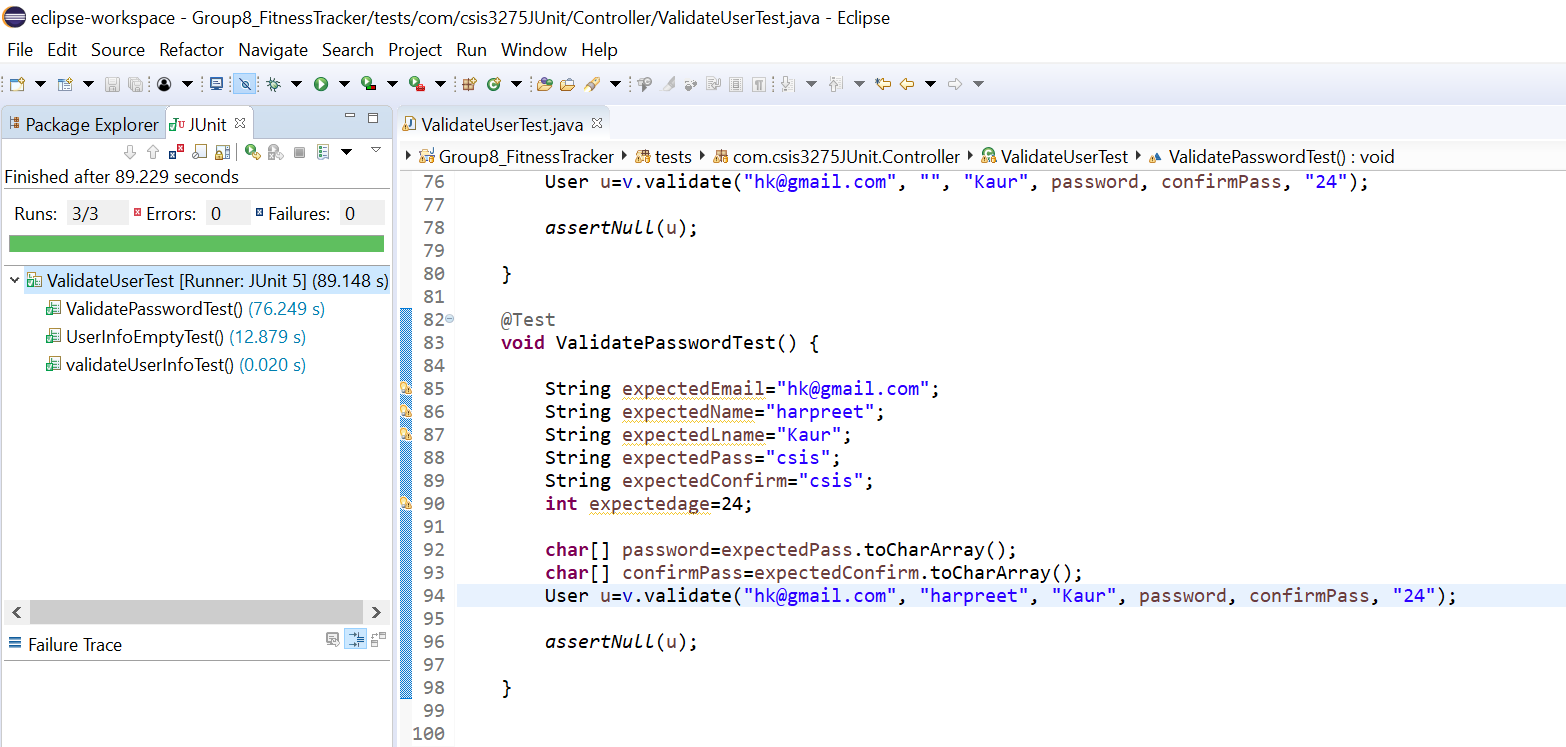 eclipse-workspace - Group8_FitnessTracker/tests/com/csis3275JUnit/Controller/ValidateUserTest.java - Eclipse
File Edit Source Refactor Navigate Search Project Run Window Help
Package Explorer JUnit
Finished after 89.229 seconds
Runs: 3/3 Errors: 0 Failures: 0
ValidateUserTest [Runner: JUnit 5] (89.148 s)
ValidatePasswordTest() (76.249 s)
UserInfoEmptyTest() (12.879 s)
validateUserInfoTest() (0.020 s)
Failure Trace
ValidateUserTest.java
Group8_FitnessTracker tests com.csis3275JUnit.Controller ValidateUserTest ValidatePasswordTest() : void
76 User u=v.validate("hk@gmail.com", "", "Kaur", password, confirmPass, "24");
77
78 assertNull(u);
79
80 }
81
82 @Test
83 void ValidatePasswordTest() {
84
85 String expectedEmail="hk@gmail.com";
86 String expectedName="harpreet";
87 String expectedLname="Kaur";
88 String expectedPass="csis";
89 String expectedConfirm="csis";
90 int expectedage=24;
91
92 char[] password=expectedPass.toCharArray();
93 char[] confirmPass=expectedConfirm.toCharArray();
94 User u=v.validate("hk@gmail.com", "harpreet", "Kaur", password, confirmPass, "24");
95
96 assertNull(u);
97
98 }
99
100